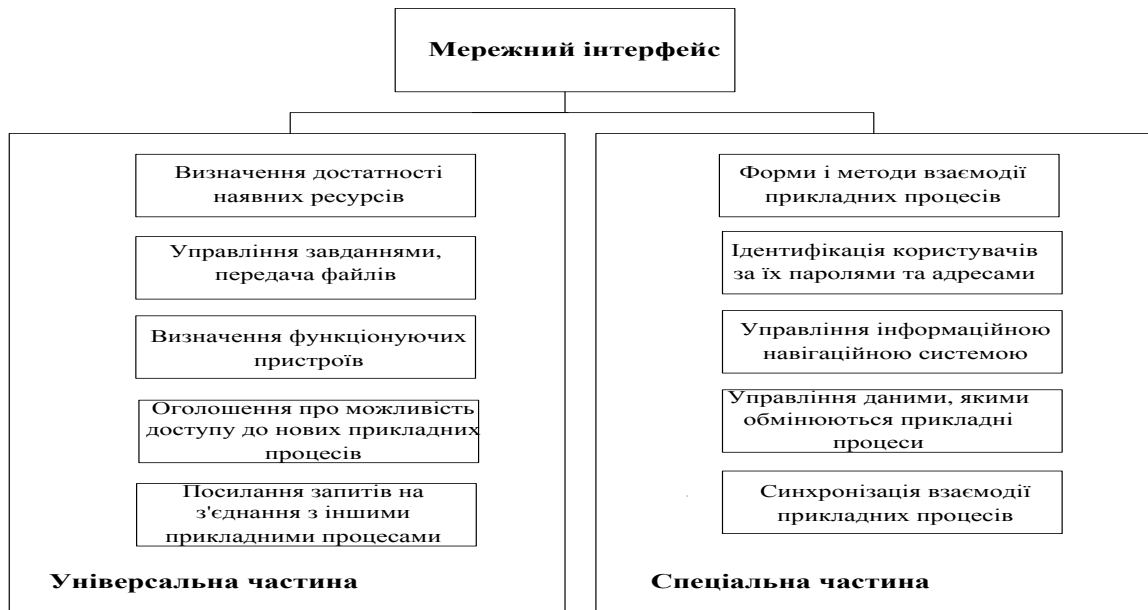 Мережний інтерфейс
Визначення достатності
наявних ресурсів
Управління завданнями,
передача файлів
Визначення функціонуючих
пристроїв
Оголошення про можливість
доступу до нових прикладних
процесів
Посилання запитів на
з'єднання з іншими
прикладними процесами
Універсальна частина
Форми і методи взаємодії
прикладних процесів
Ідентифікація користувачів
за їх паролями та адресами
Управління інформаційною
навігаційною системою
Управління даними, якими
обмінюються прикладні
процеси
Синхронізація взаємодії
прикладних процесів
Спеціальна частина